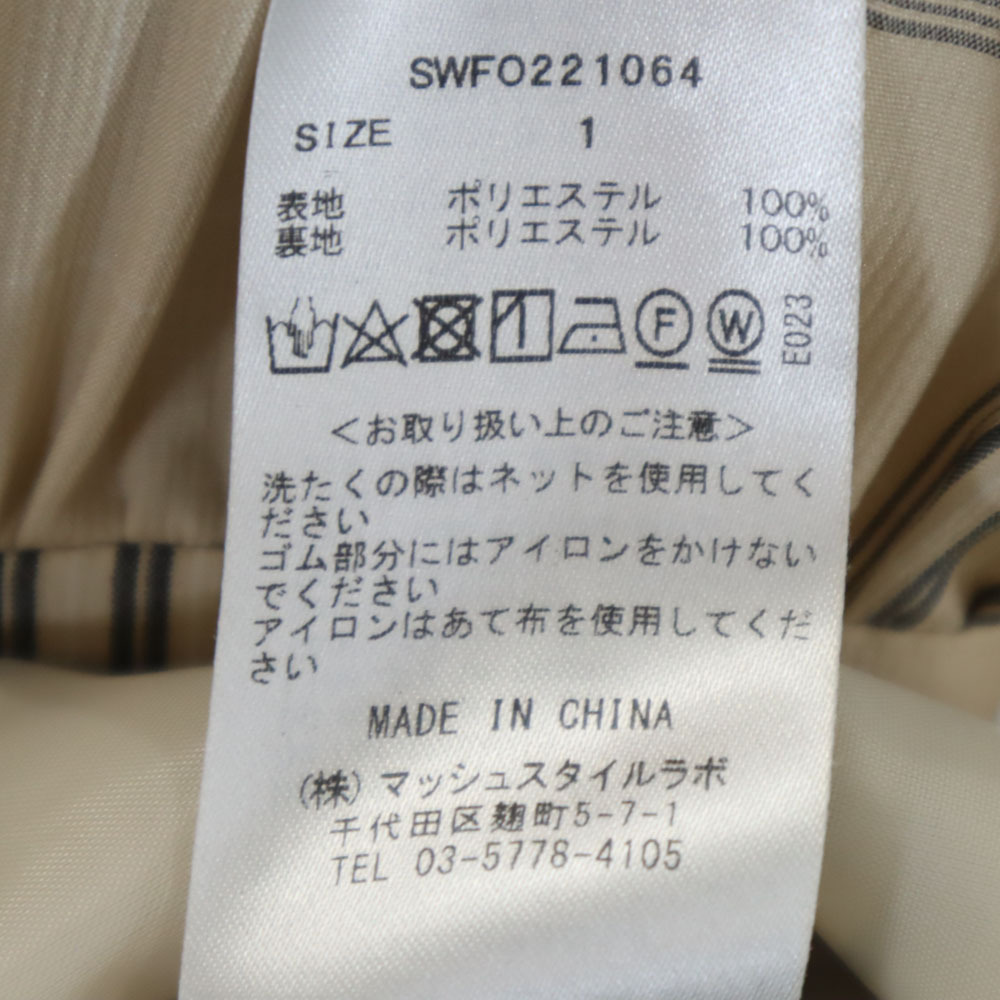 SWFO221064
SIZE 1
表地 ポリエステル 100%
裏地 ポリエステル 100%
F W E023
<お取り扱い上のご注意>
洗たくの際はネットを使用してく
ださい
ゴム部分にはアイロンをかけない
でください
アイロンはあて布を使用してくだ
さい
MADE IN CHINA
(株)マッシュスタイルラボ
千代田区麹町5-7-1
TEL 03-5778-4105